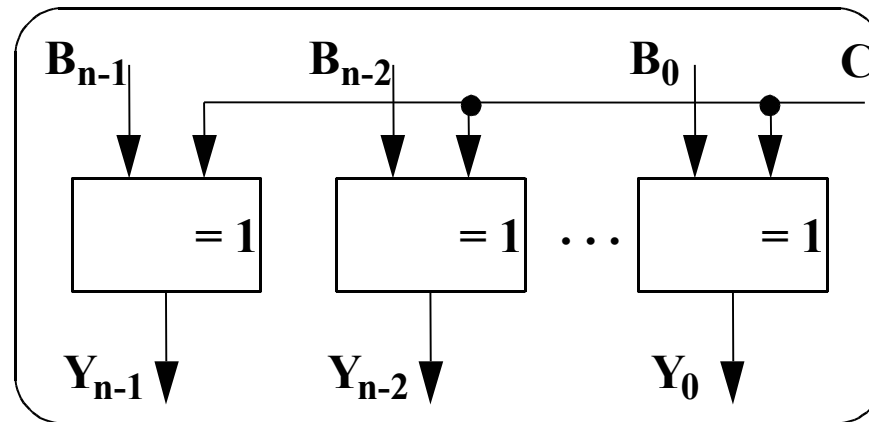 B_{n-1} B_{n-2} B_0 C
= 1 = 1 . . . = 1
Y_{n-1} Y_{n-2} Y_0